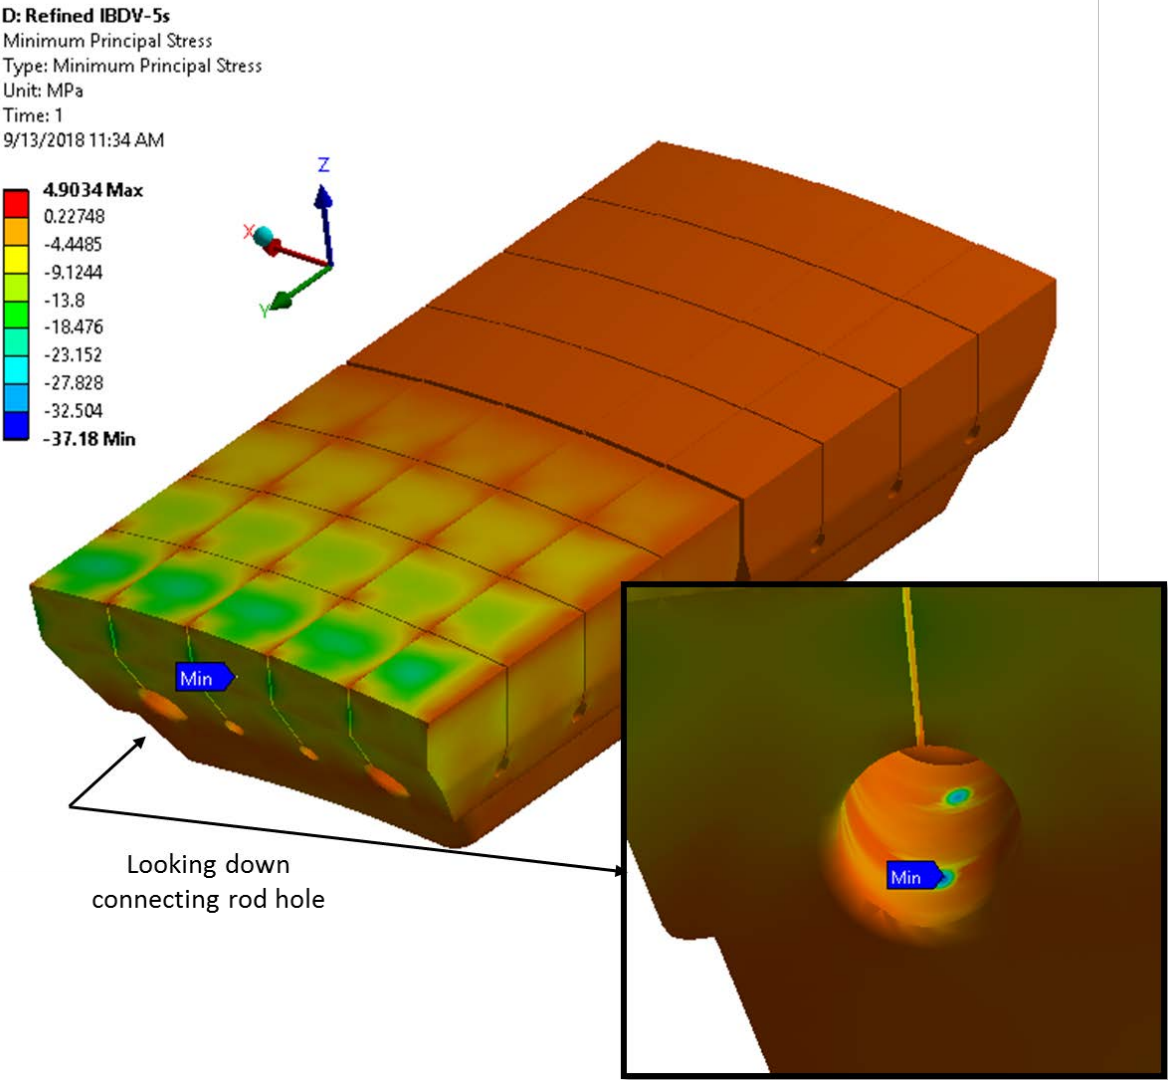 D: Refined IBDV-5s
Minimum Principal Stress
Type: Minimum Principal Stress
Unit: MPa
Time: 1
9/13/2018 11:34 AM
4.9034 Max
0.22748
-4.4485
-9.1244
-13.8
-18.476
-23.152
-27.828
-32.504
-37.18 Min
Z
X
Y
Min
Min
Looking down
connecting rod hole